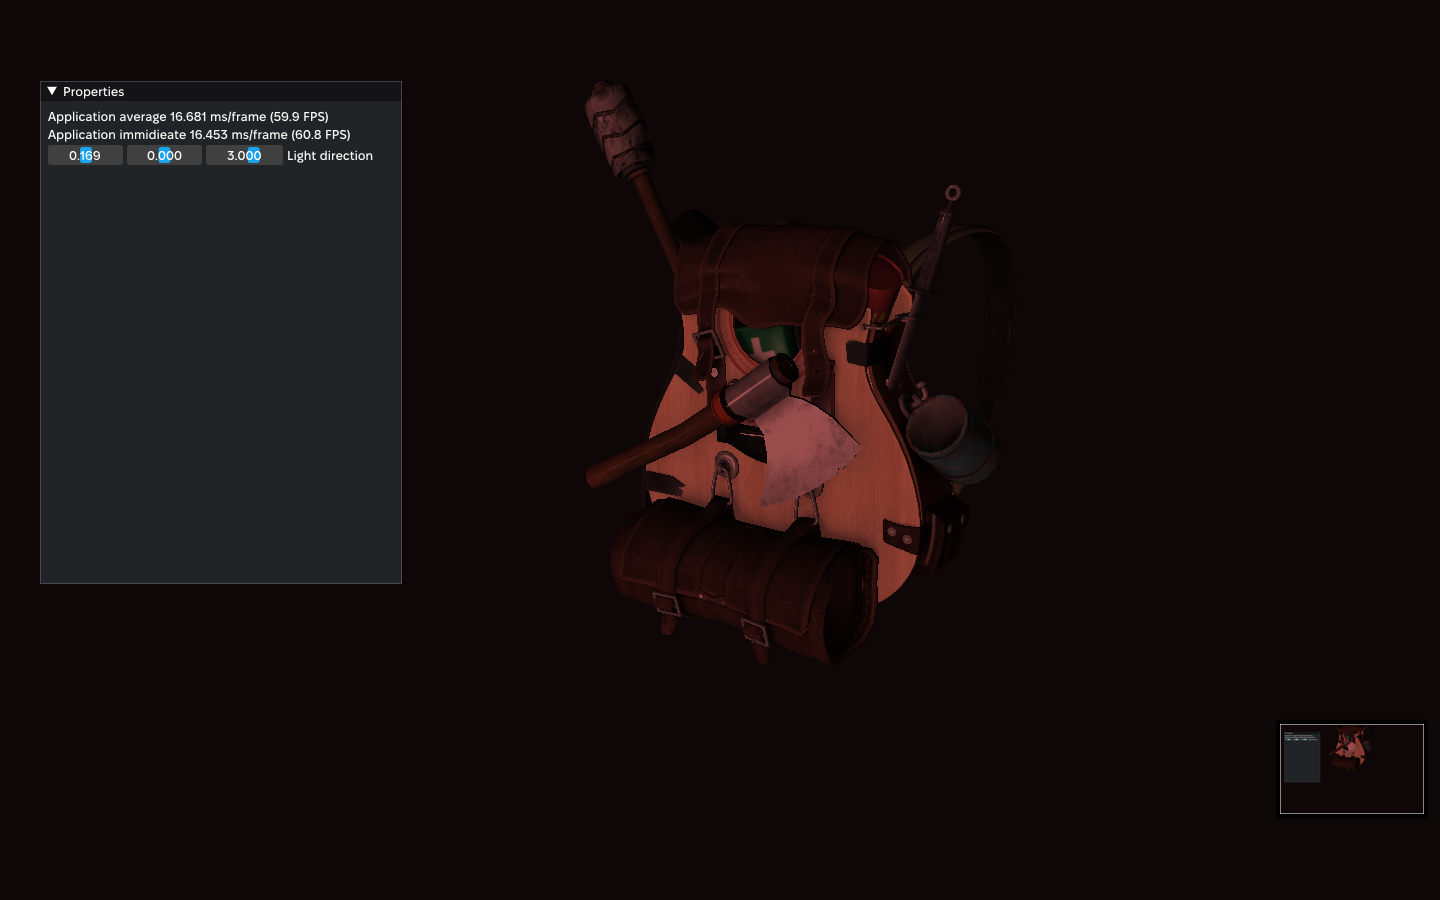 Properties
Application average 16.681 ms/frame (59.9 FPS)
Application immidieate 16.453 ms/frame (60.8 FPS)
0.169 0.000 3.000 Light direction